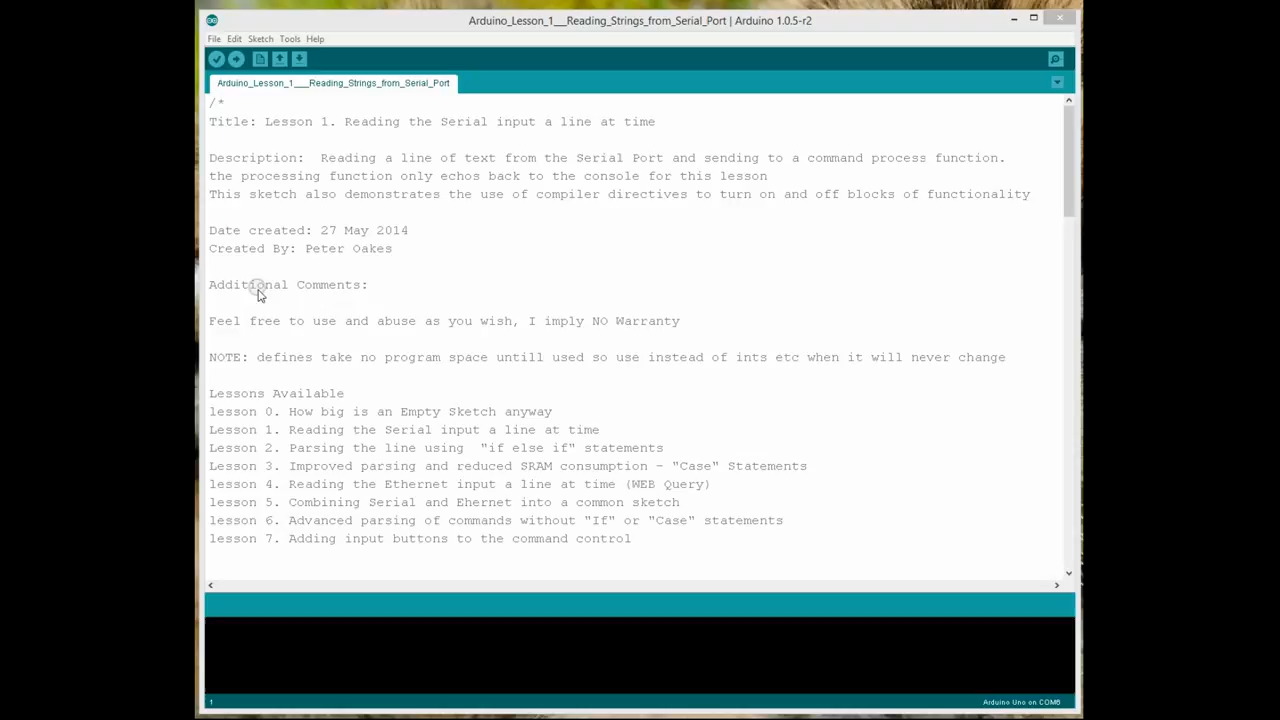 Arduino_Lesson_1__Reading_Strings_from_Serial_Port | Arduino 1.0.5-r2
File Edit Sketch Tools Help
Arduino_Lesson_1___Reading_Strings_from_Serial_Port
/*
Title: Lesson 1. Reading the Serial input a line at time
Description:  Reading a line of text from the Serial Port and sending to a command process function.
the processing function only echos back to the console for this lesson
This sketch also demonstrates the use of compiler directives to turn on and off blocks of functionality
Date created: 27 May 2014
Created By: Peter Oakes
Additional Comments:
Feel free to use and abuse as you wish, I imply NO Warranty
NOTE: defines take no program space untill used so use instead of ints etc when it will never change
Lessons Available
lesson 0. How big is an Empty Sketch anyway
Lesson 1. Reading the Serial input a line at time
Lesson 2. Parsing the line using  "if else if" statements
Lesson 3. Improved parsing and reduced SRAM consumption - "Case" Statements
Lesson 4. Reading the Ethernet input a line at time (WEB Query)
lesson 5. Combining Serial and Ehernet into a common sketch
lesson 6. Advanced parsing of commands without "If" or "Case" statements
lesson 7. Adding input buttons to the command control
1
Arduino Uno on COM6